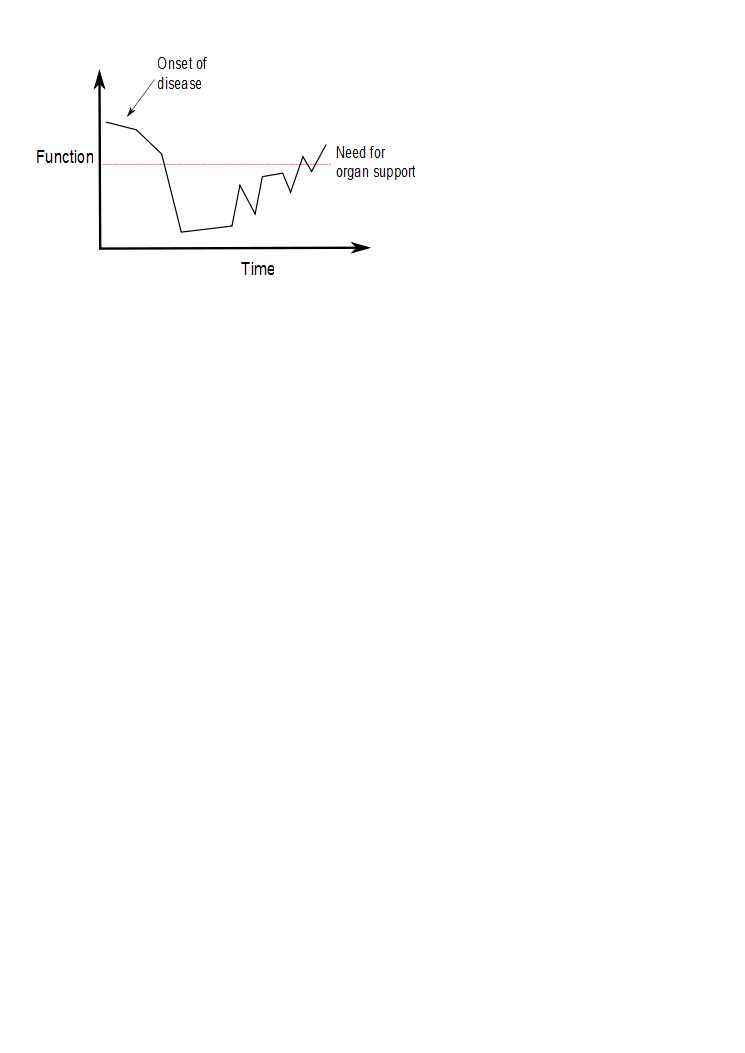 Onset of
disease
Function
Need for
organ support
Time